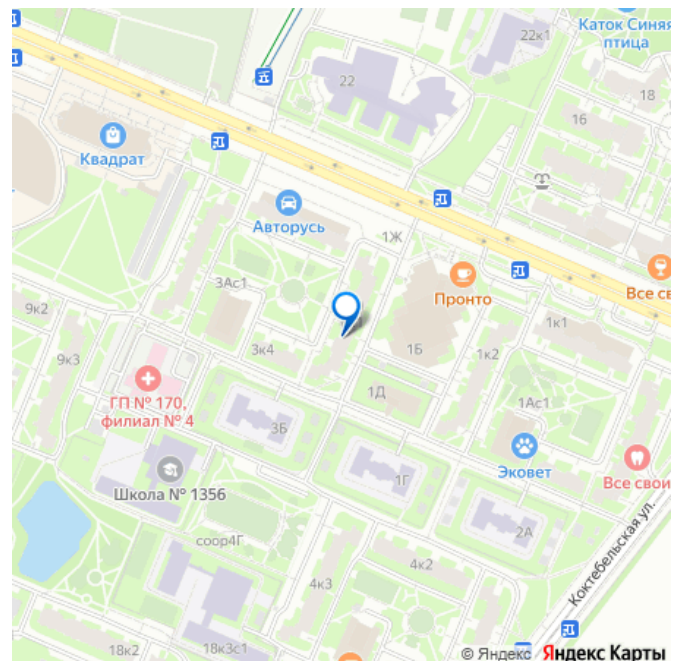 Каток Синяя
птица
22к1
22
18
16
Квадрат
Авторусь
1Ж
3Ас1
Пронто
Все св
9к2
1к1
9к3
3к4
1Б
1к2
1Д
1Ас1
ГП № 170,
филиал № 4
3Б
Эковет
Все свои
1Г
Школа № 1356
2А
Коктебельская ул.
соор4Г
4к2
4к3
18к2
18к3с1
© Яндекс Яндекс Карты